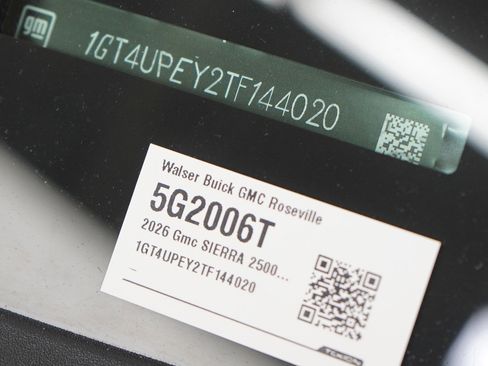 gm
1GT4UPEY2TF144020
Walser Buick GMC Roseville
5G2006T
2026 Gmc SIERRA 2500...
1GT4UPEY2TF144020